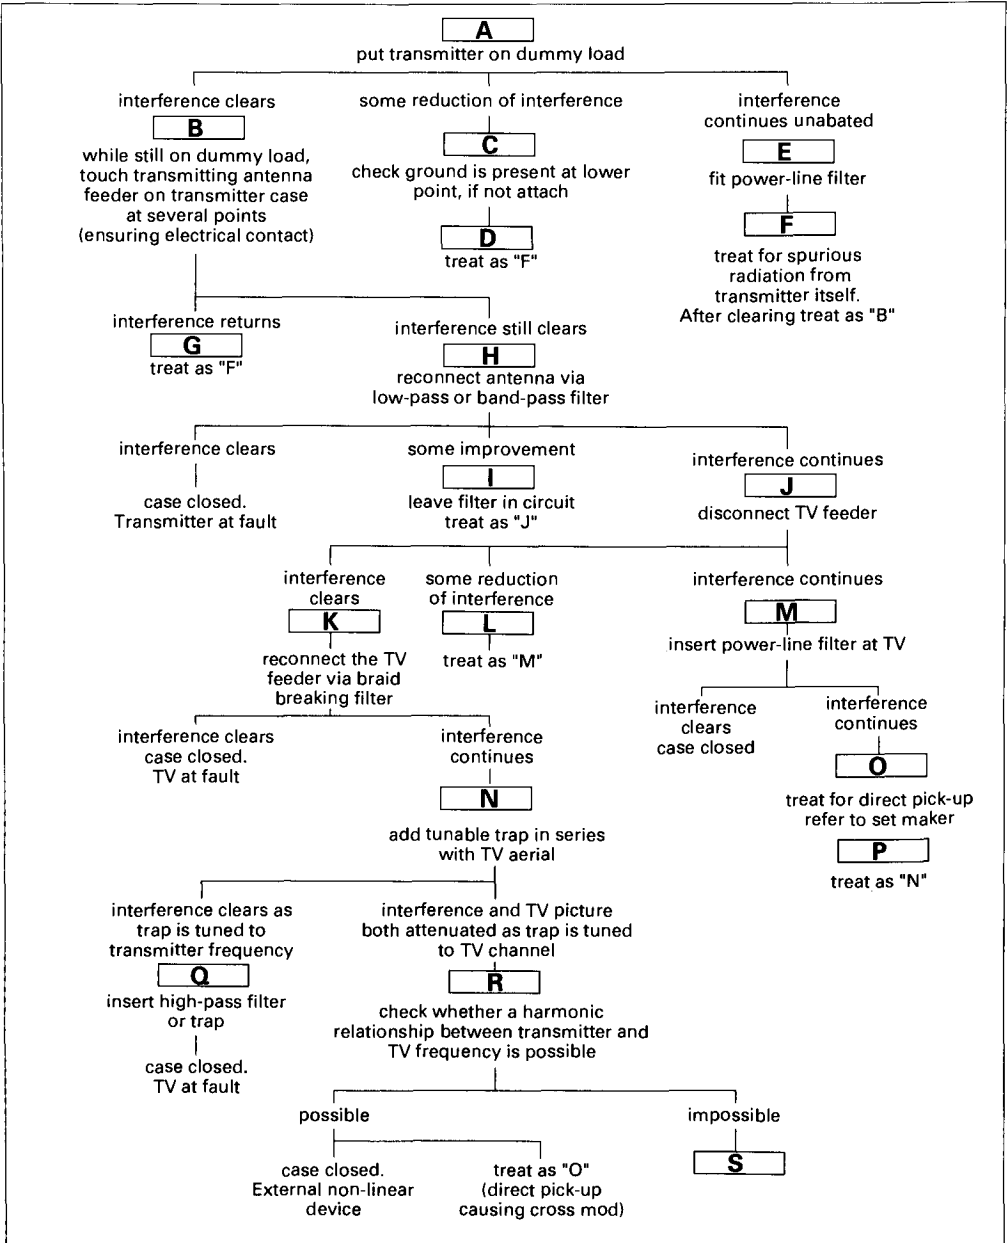 A
put transmitter on dummy load
interference clears
B
while still on dummy load,
touch transmitting antenna
feeder on transmitter case
at several points
(ensuring electrical contact)
some reduction of interference
C
check ground is present at lower
point, if not attach
D
treat as "F"
interference
continues unabated
E
fit power-line filter
F
treat for spurious
radiation from
transmitter itself.
After clearing treat as "B"
interference returns
G
treat as "F"
interference still clears
H
reconnect antenna via
low-pass or band-pass filter
interference clears
case closed.
Transmitter at fault
some improvement
I
leave filter in circuit
treat as "J"
interference continues
J
disconnect TV feeder
interference
clears
K
reconnect the TV
feeder via braid
breaking filter
some reduction
of interference
L
treat as "M"
interference continues
M
insert power-line filter at TV
interference
clears
case closed
interference
continues
O
treat for direct pick-up
refer to set maker
P
treat as "N"
interference clears
case closed.
TV at fault
interference
continues
N
add tunable trap in series
with TV aerial
interference clears as
trap is tuned to
transmitter frequency
Q
insert high-pass filter
or trap
case closed.
TV at fault
interference and TV picture
both attenuated as trap is tuned
to TV channel
R
check whether a harmonic
relationship between transmitter and
TV frequency is possible
possible
case closed.
External non-linear
device
treat as "O"
(direct pick-up
causing cross mod)
impossible
S